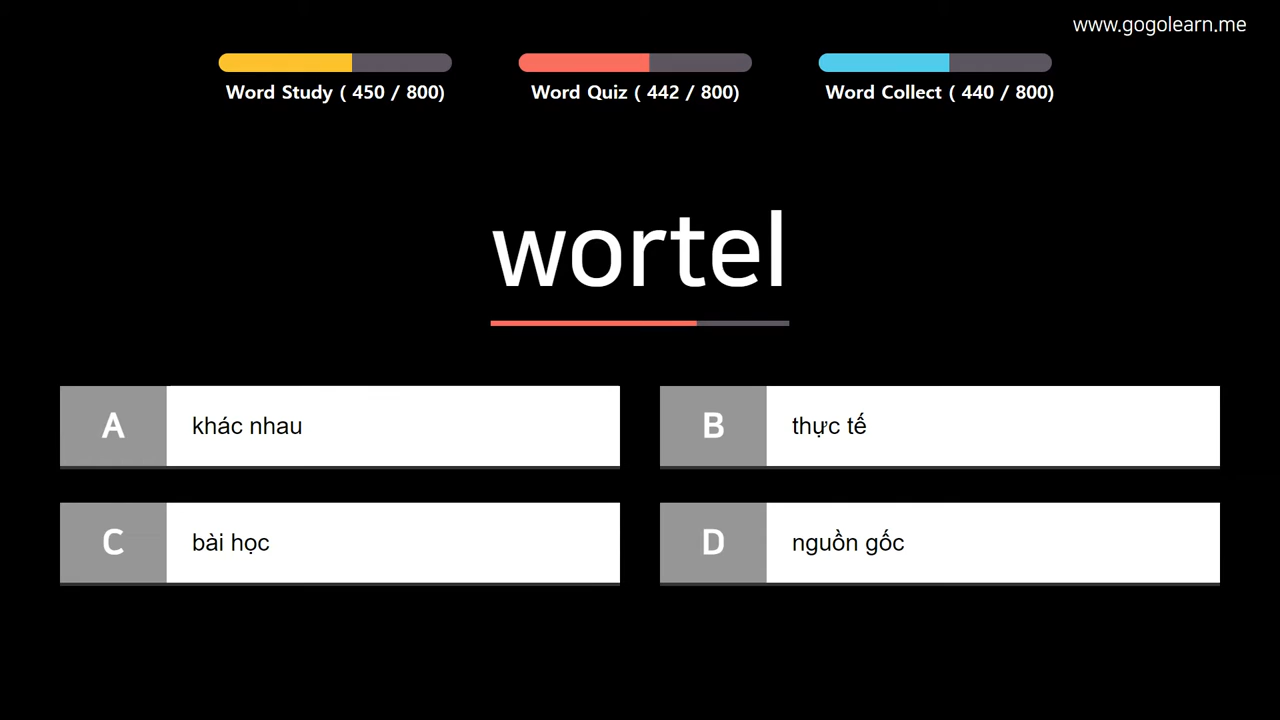 www.gogolearn.me
Word Study ( 450 / 800)
Word Quiz ( 442 / 800)
Word Collect ( 440 / 800)
wortel
A khác nhau
B thực tế
C bài học
D nguồn gốc